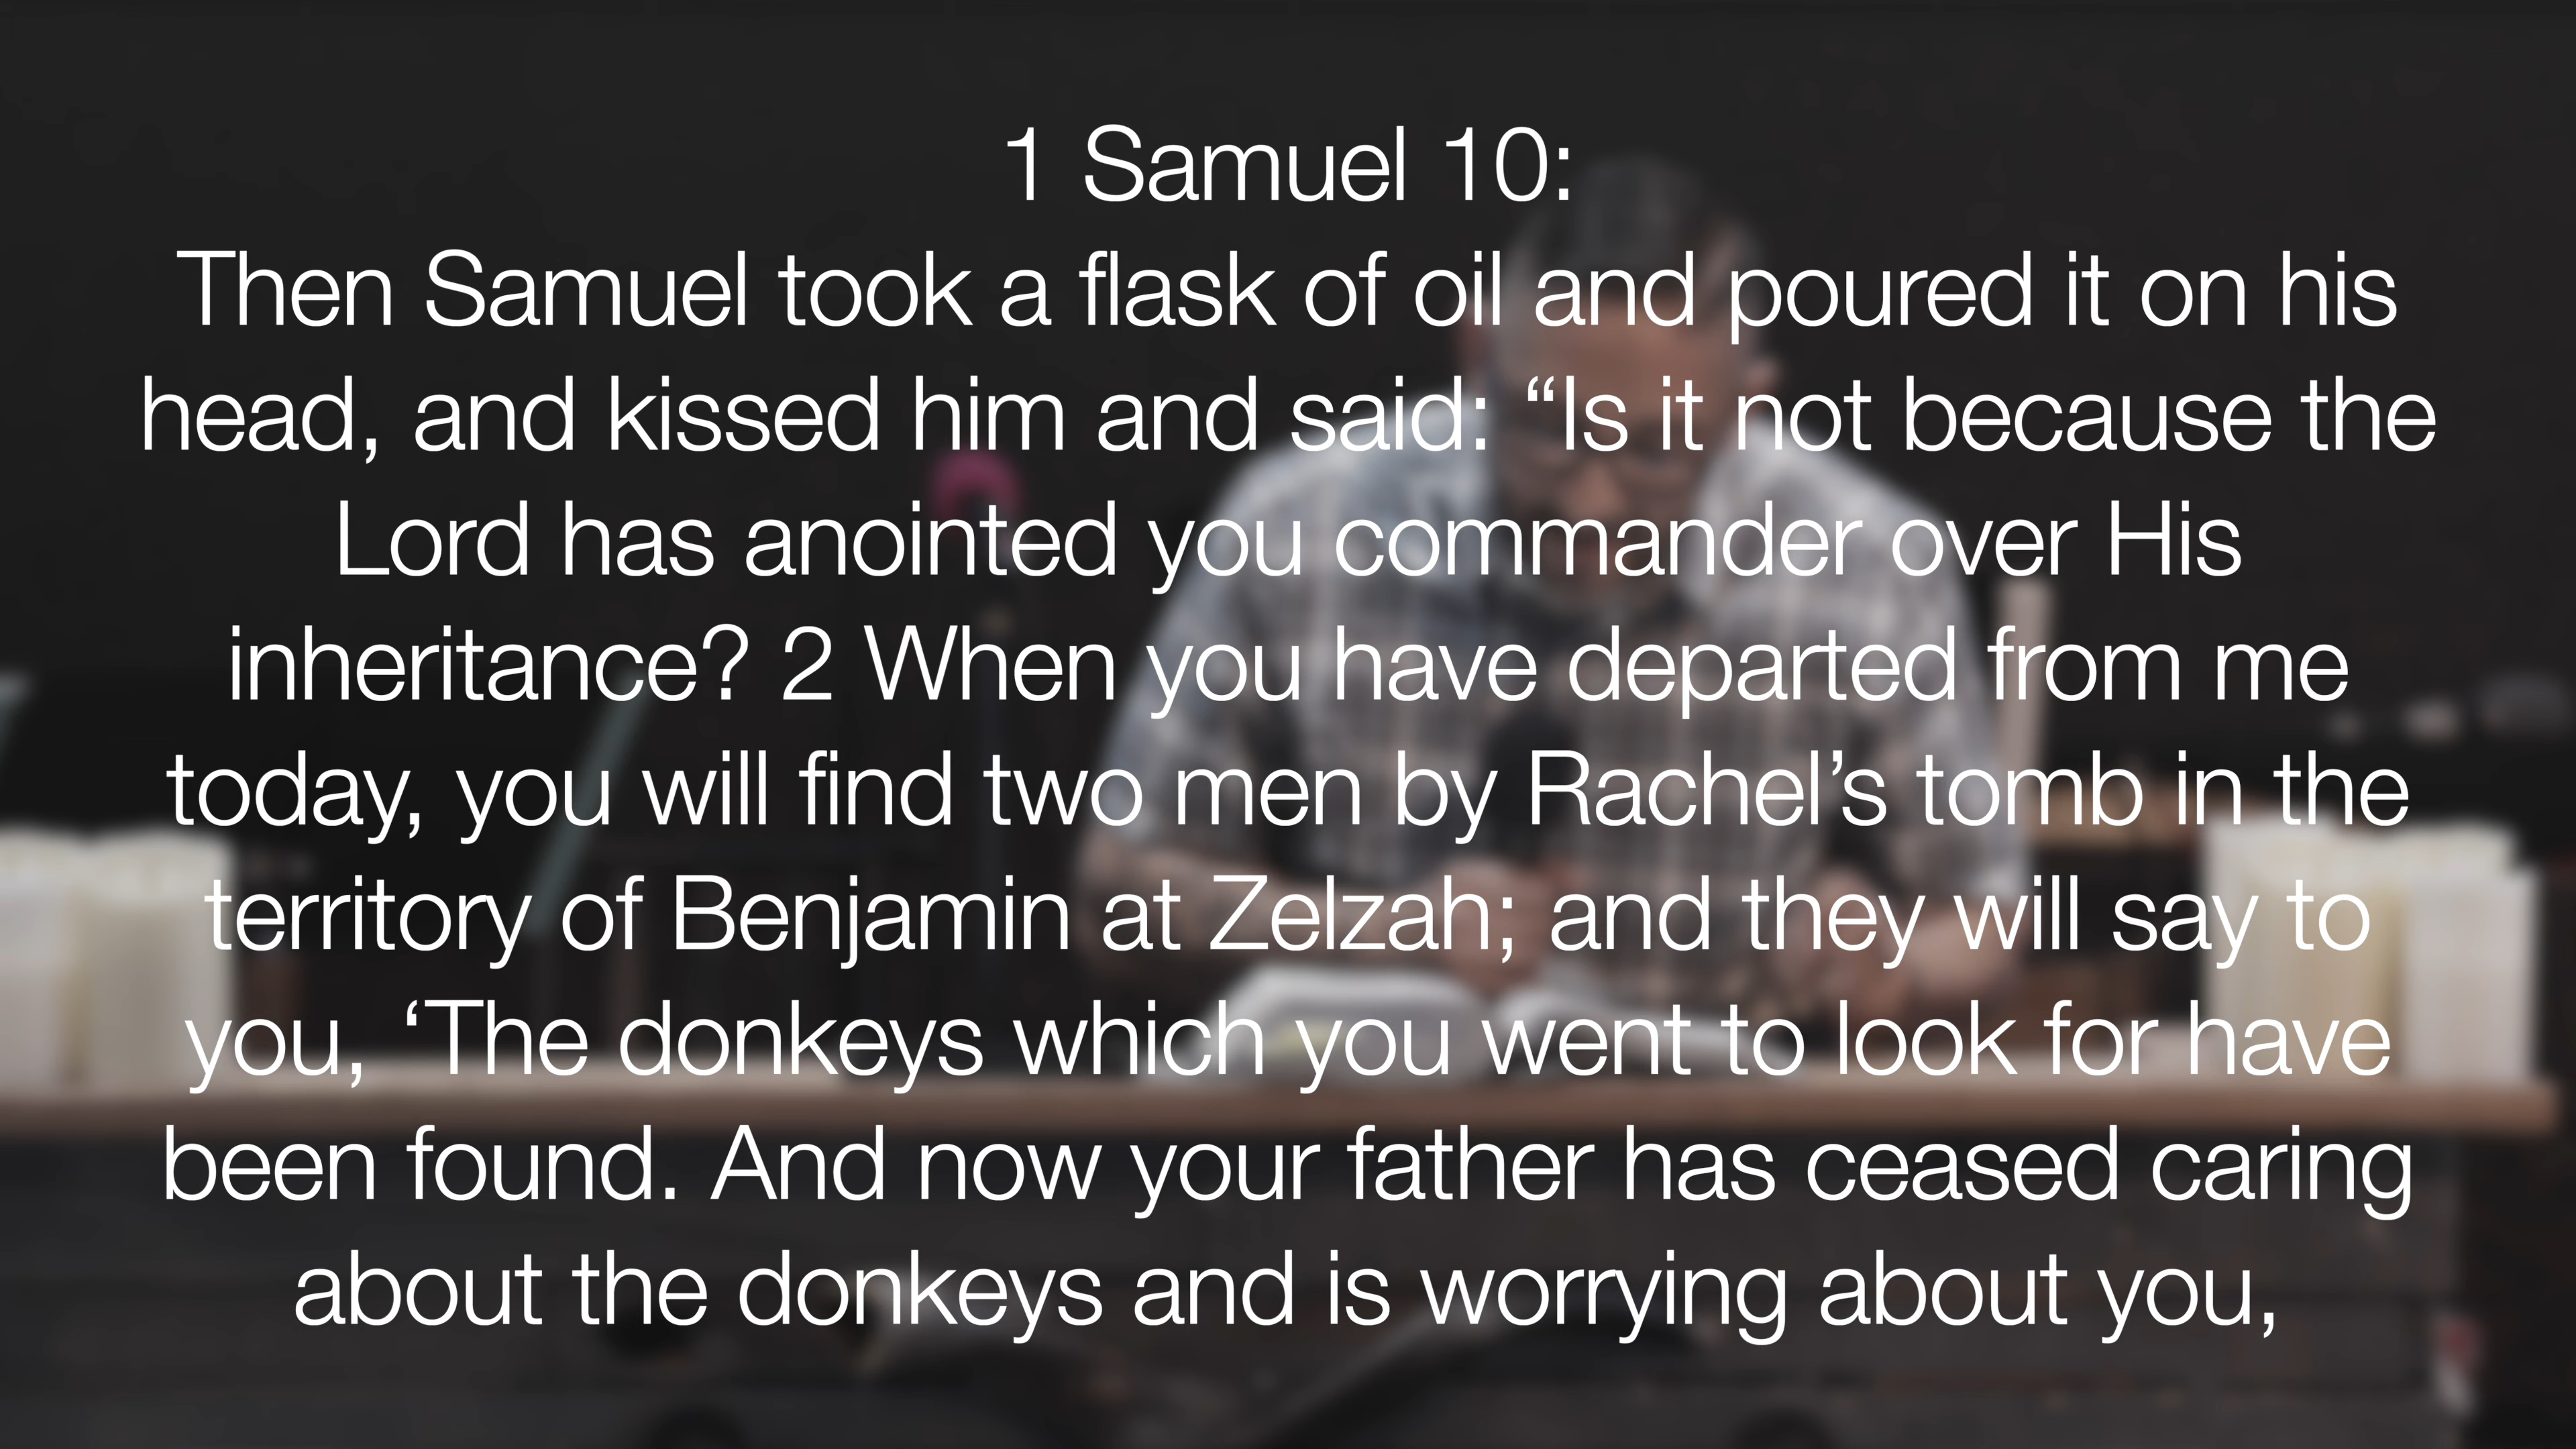 1 Samuel 10:
Then Samuel took a flask of oil and poured it on his
head, and kissed him and said: “Is it not because the
Lord has anointed you commander over His
inheritance? 2 When you have departed from me
today, you will find two men by Rachel’s tomb in the
territory of Benjamin at Zelzah; and they will say to
you, ‘The donkeys which you went to look for have
been found. And now your father has ceased caring
about the donkeys and is worrying about you,